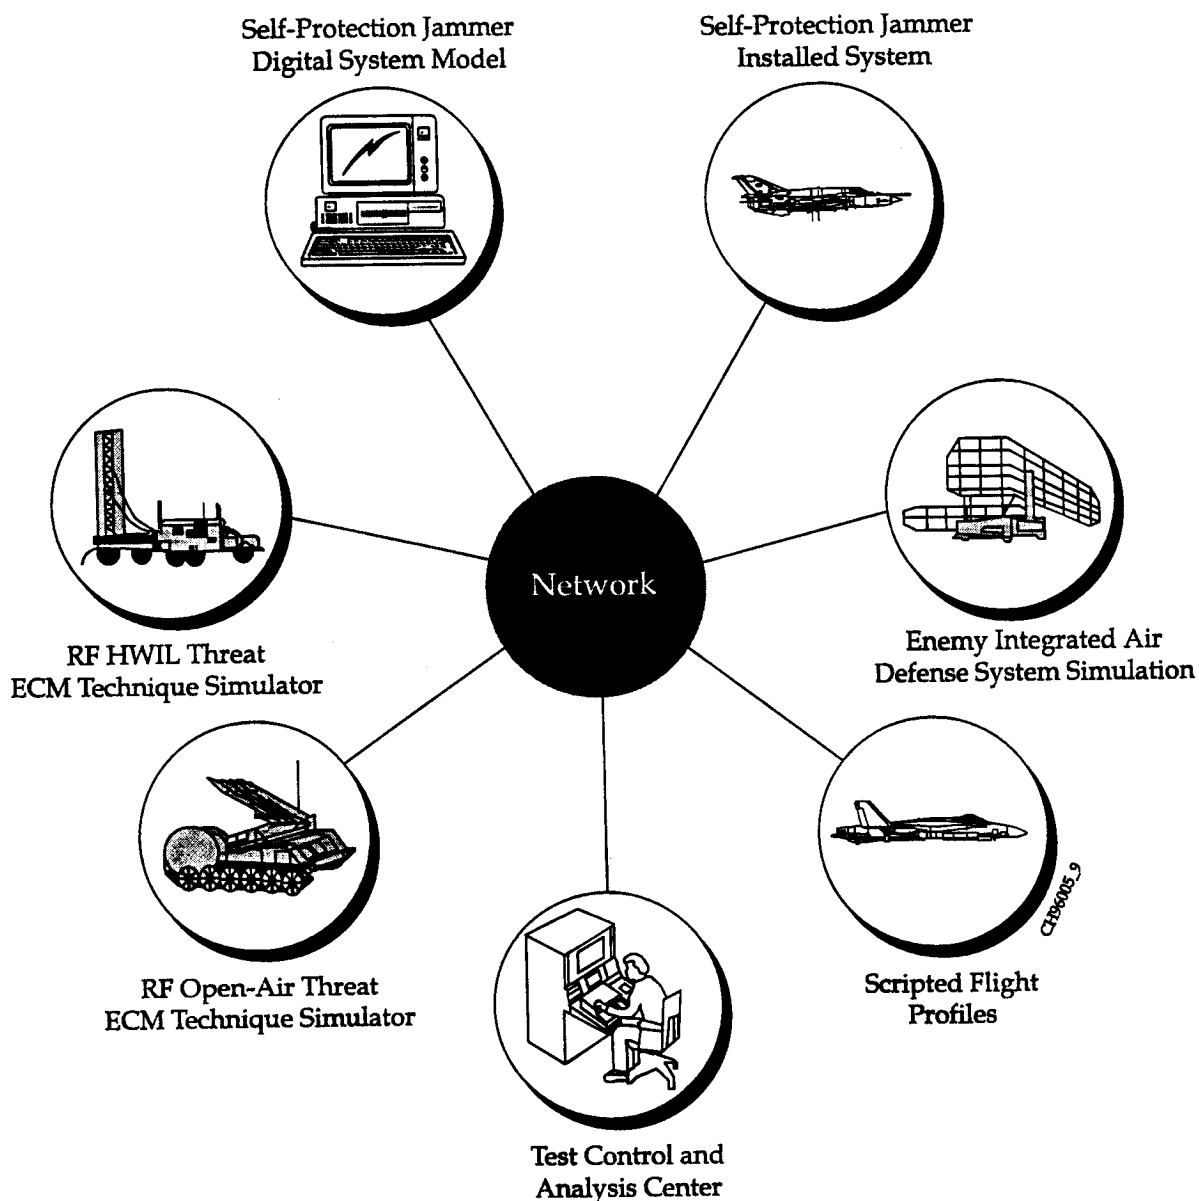 Self-Protection Jammer
Digital System Model
Self-Protection Jammer
Installed System
Network
RF HWIL Threat
ECM Technique Simulator
Enemy Integrated Air
Defense System Simulation
RF Open-Air Threat
ECM Technique Simulator
CH96005_9
Scripted Flight
Profiles
Test Control and
Analysis Center